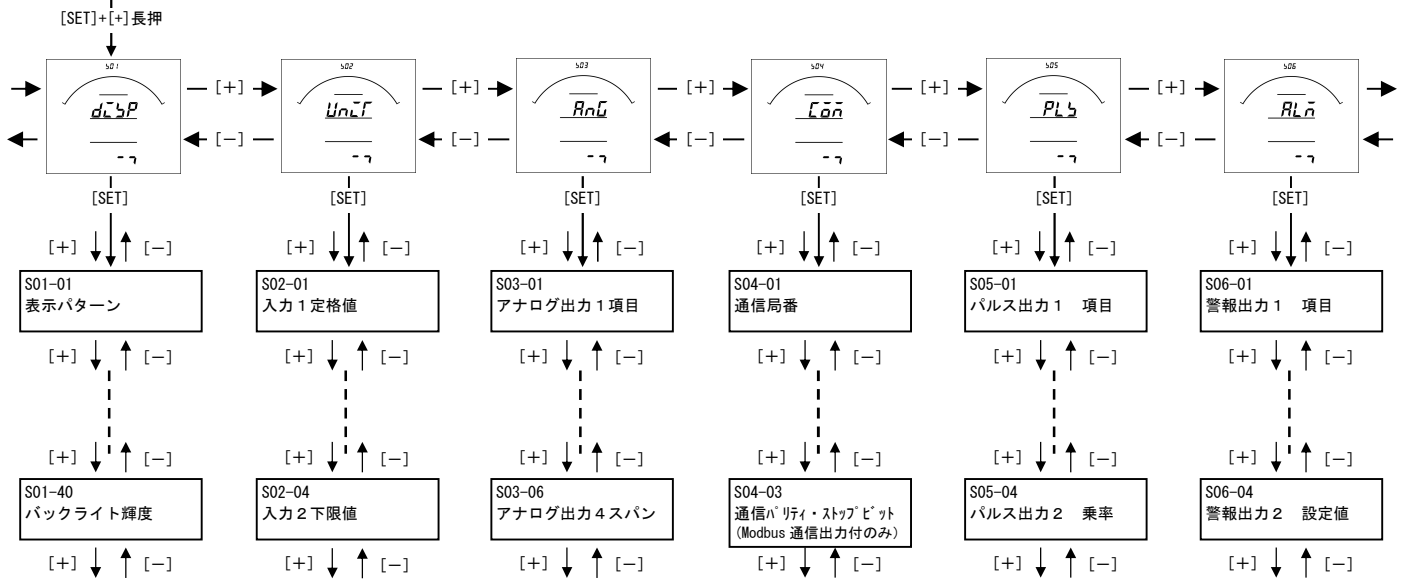 [SET]+[+]長押
S01 S02 S03 S04 S05 S06
[+] [+] [+] [+] [+]
dISP UnIT AnG Com PLS ALm
[−] [−] [−] [−] [−]
[SET] [SET] [SET] [SET] [SET] [SET]
[+] [−] [+] [−] [+] [−] [+] [−] [+] [−] [+] [−]
S01-01
表示パターン
S02-01
入力1定格値
S03-01
アナログ出力1項目
S04-01
通信局番
S05-01
パルス出力1 項目
S06-01
警報出力1 項目
[+] [−] [+] [−] [+] [−] [+] [−] [+] [−] [+] [−]
[+] [−] [+] [−] [+] [−] [+] [−] [+] [−] [+] [−]
S01-40
バックライト輝度
S02-04
入力2下限値
S03-06
アナログ出力4スパン
S04-03
通信パリティ・ストップビット
(Modbus 通信出力付のみ)
S05-04
パルス出力2 乗率
S06-04
警報出力2 設定値
[+] [−] [+] [−] [+] [−] [+] [−] [+] [−] [+] [−]